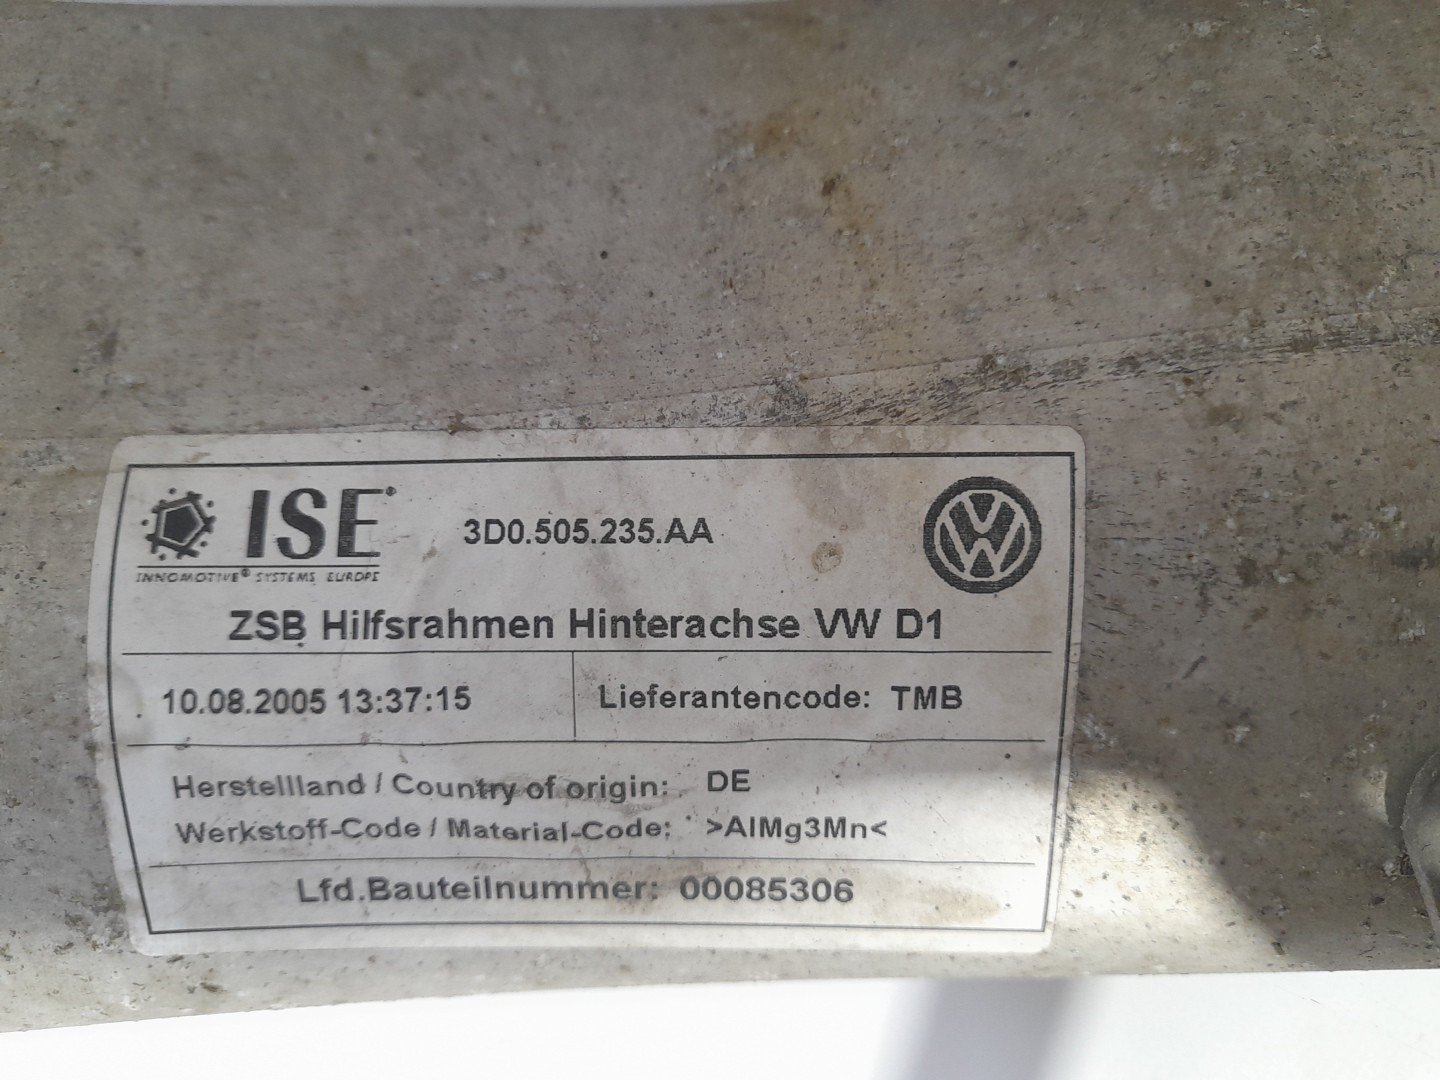 ISE®
3D0.505.235.AA
INNOMOTIVE® SYSTEMS EUROPE
ZSB Hilfsrahmen Hinterachse VW D1
10.08.2005 13:37:15
Lieferantencode: TMB
Herstellland / Country of origin: DE
Werkstoff-Code / Material-Code: >AlMg3Mn<
Lfd.Bauteilnummer: 00085306